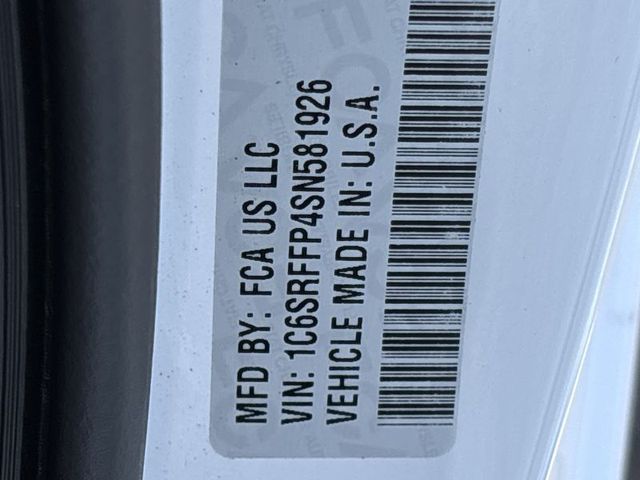 MFD BY: FCA US LLC
VIN: 1C6SRFFP4SN581926
VEHICLE MADE IN: U.S.A.